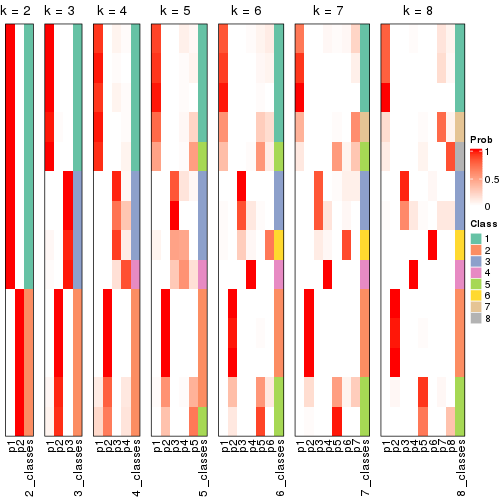 k = 2 k = 3 k = 4 k = 5 k = 6 k = 7 k = 8
Prob
1
0.5
0
Class
1
2
3
4
5
6
7
8
p1 p2 2_classes
p1 p2 p3 3_classes
p1 p2 p3 p4 4_classes
p1 p2 p3 p4 p5 5_classes
p1 p2 p3 p4 p5 p6 6_classes
p1 p2 p3 p4 p5 p6 p7 7_classes
p1 p2 p3 p4 p5 p6 p7 p8 8_classes